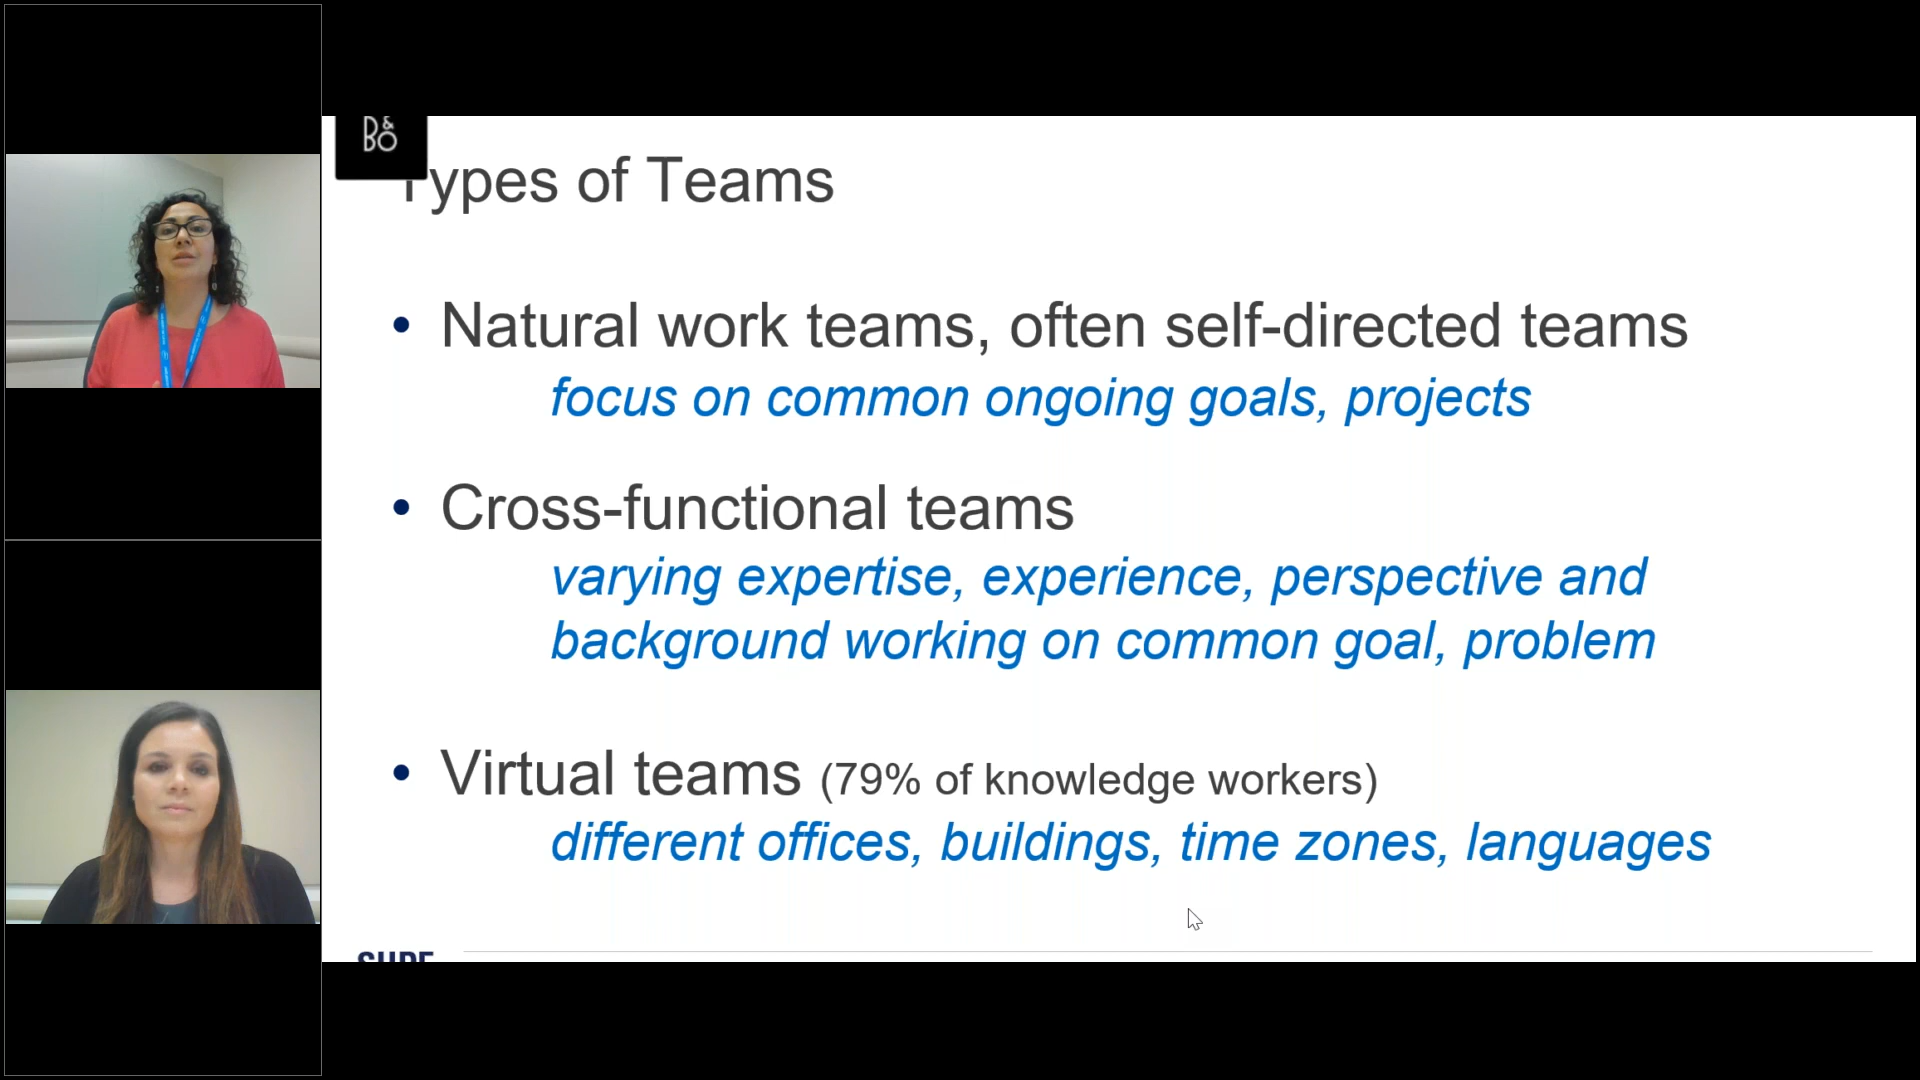 B&O
Types of Teams
• Natural work teams, often self-directed teams
focus on common ongoing goals, projects
• Cross-functional teams
varying expertise, experience, perspective and
background working on common goal, problem
• Virtual teams (79% of knowledge workers)
different offices, buildings, time zones, languages